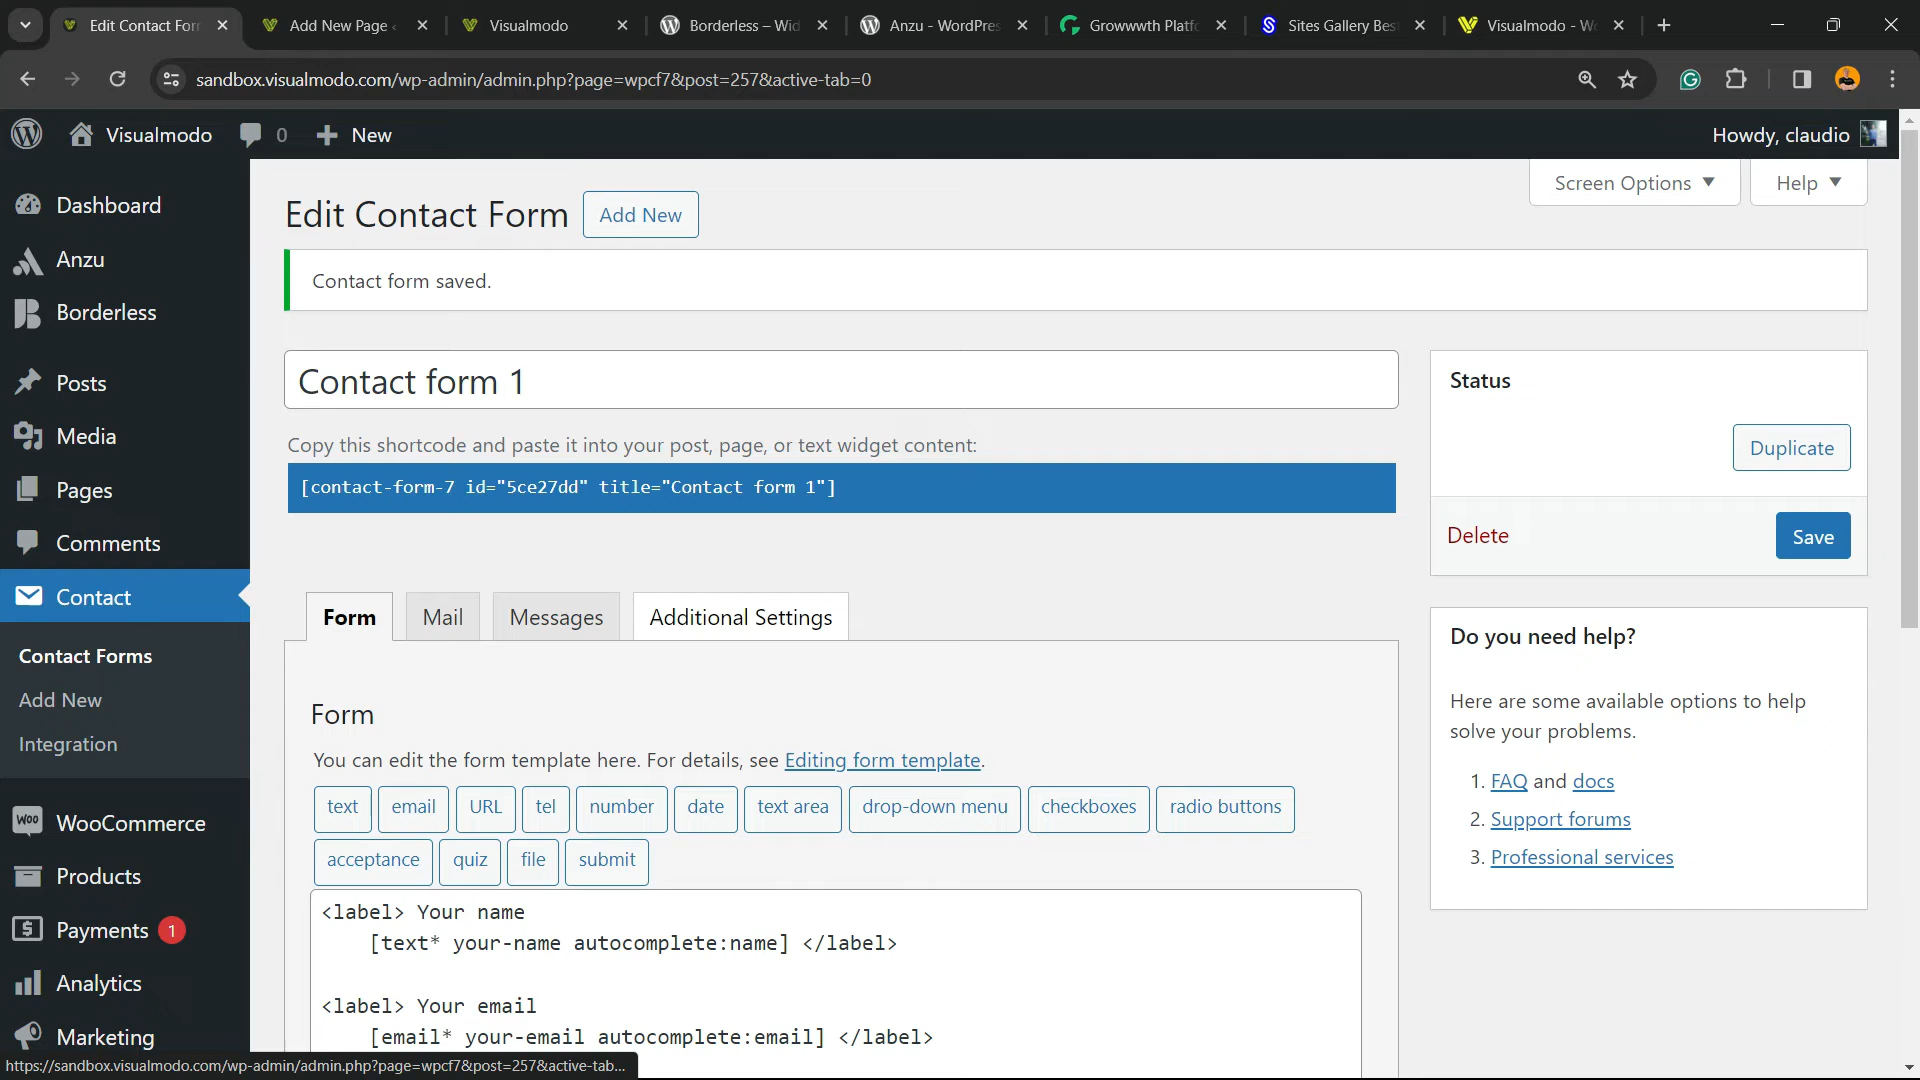 Edit Contact For
Add New Page
Visualmodo
Borderless – Wid
Anzu - WordPres
Growwwth Platfo
Sites Gallery Bes
Visualmodo - Wo
sandbox.visualmodo.com/wp-admin/admin.php?page=wpcf7&post=257&active-tab=0
Visualmodo
0
New
Howdy, claudio
Dashboard
Anzu
Borderless
Posts
Media
Pages
Comments
Contact
Contact Forms
Add New
Integration
WooCommerce
Products
Payments 1
Analytics
Marketing
Screen Options
Help
Edit Contact Form
Add New
Contact form saved.
Contact form 1
Copy this shortcode and paste it into your post, page, or text widget content:
[contact-form-7 id="5ce27dd" title="Contact form 1"]
Form
Mail
Messages
Additional Settings
Form
You can edit the form template here. For details, see Editing form template.
text
email
URL
tel
number
date
text area
drop-down menu
checkboxes
radio buttons
acceptance
quiz
file
submit
<label> Your name
[text* your-name autocomplete:name] </label>
<label> Your email
[email* your-email autocomplete:email] </label>
Status
Duplicate
Delete
Save
Do you need help?
Here are some available options to help
solve your problems.
1. FAQ and docs
2. Support forums
3. Professional services
https://sandbox.visualmodo.com/wp-admin/admin.php?page=wpcf7&post=257&active-tab...